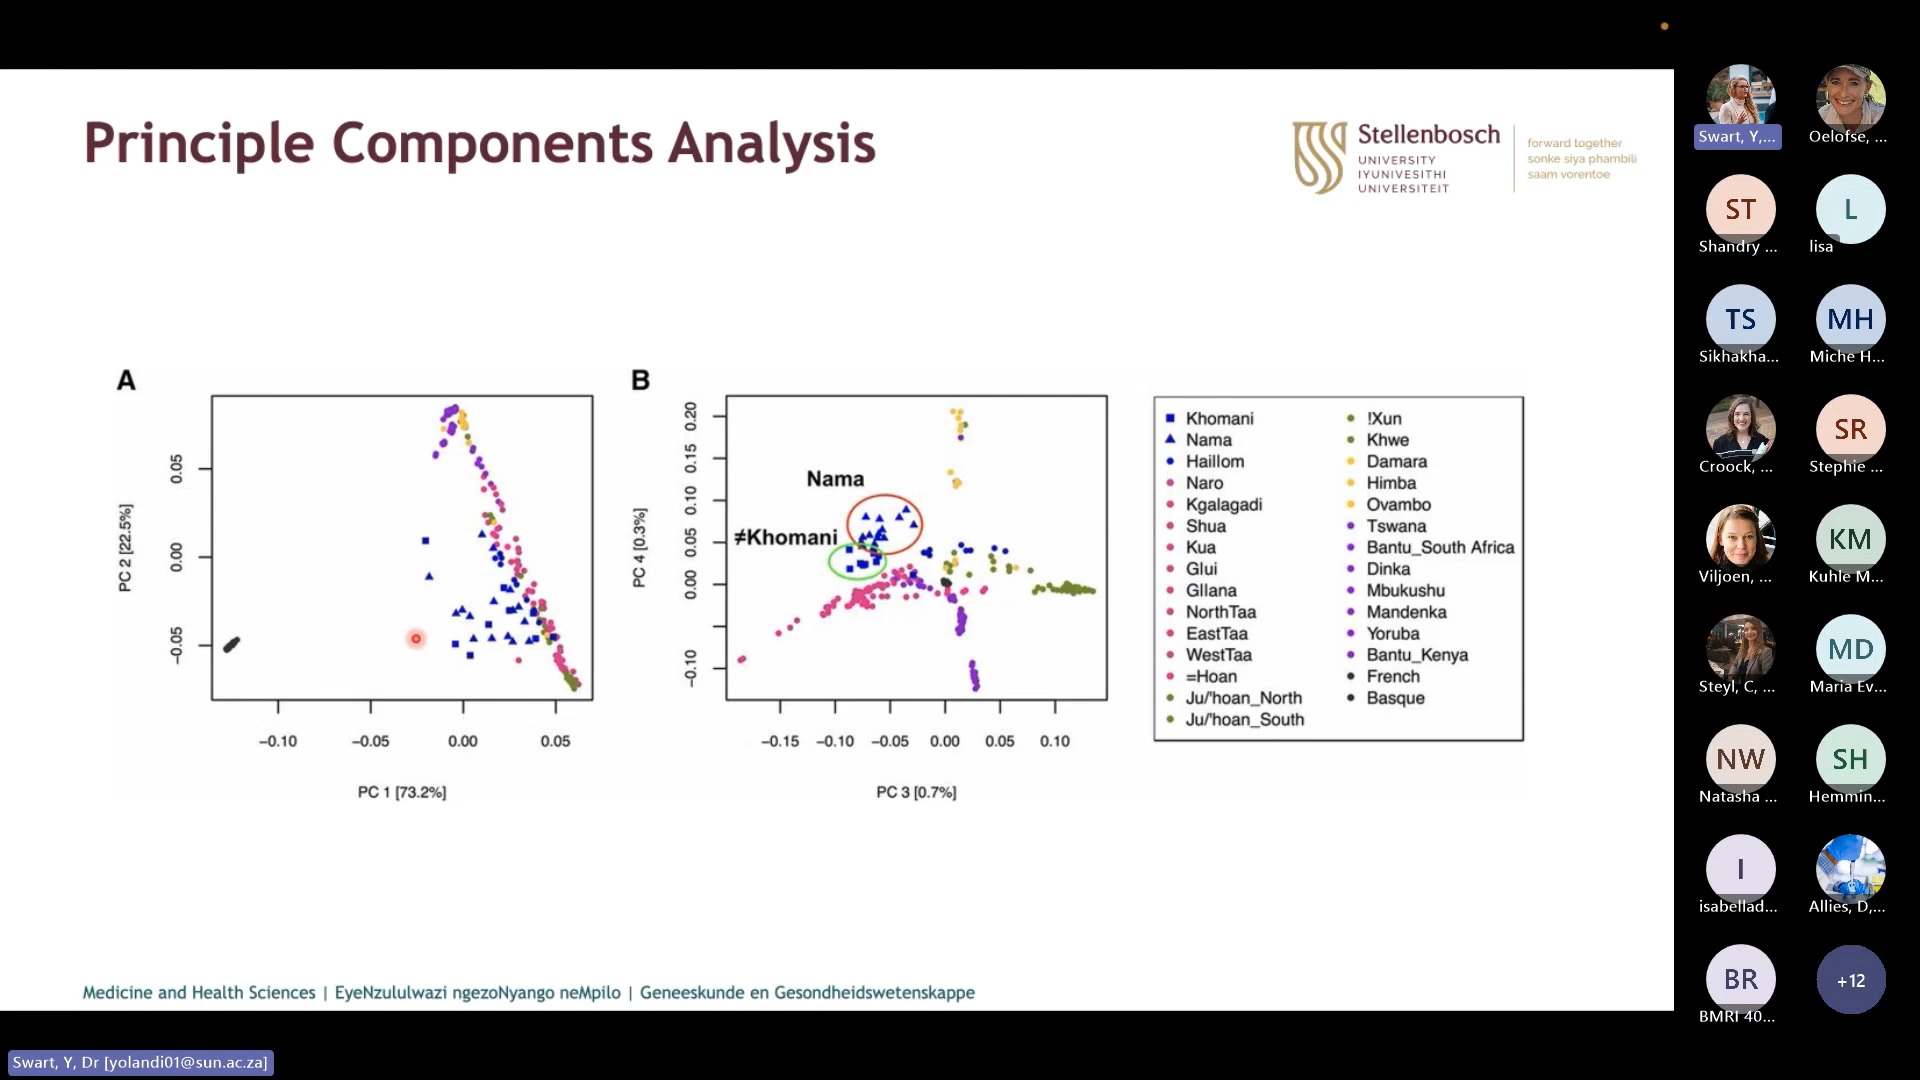 Principle Components Analysis
Stellenbosch
UNIVERSITY
IYUNIVESITHI
UNIVERSITEIT
forward together
sonke siya phambili
saam vorentoe
A
PC 2 [22.5%]
0.05
0.00
−0.05
−0.10
−0.05
0.00
0.05
PC 1 [73.2%]
B
PC 4 [0.3%]
0.20
0.15
0.10
0.05
0.00
−0.10
Nama
≠Khomani
−0.15
−0.10
−0.05
0.00
0.05
0.10
PC 3 [0.7%]
Khomani
Nama
Haillom
Naro
Kgalagadi
Shua
Kua
Glui
Gllana
NorthTaa
EastTaa
WestTaa
=Hoan
Ju/'hoan_North
Ju/'hoan_South
!Xun
Khwe
Damara
Himba
Ovambo
Tswana
Bantu_South Africa
Dinka
Mbukushu
Mandenka
Yoruba
Bantu_Kenya
French
Basque
Medicine and Health Sciences | EyeNzululwazi ngezoNyango neMpilo | Geneeskunde en Gesondheidswetenskappe
Swart, Y, Dr [yolandi01@sun.ac.za]
Swart, Y,...
Oelofse, ...
ST
Shandry ...
L
lisa
TS
Sikhakha...
MH
Miche H...
Croock, ...
SR
Stephie ...
Viljoen, ...
KM
Kuhle M...
Steyl, C, ...
MD
Maria Ev...
NW
Natasha ...
SH
Hemmin...
I
isabellad...
Allies, D,...
BR
BMRI 40...
+12